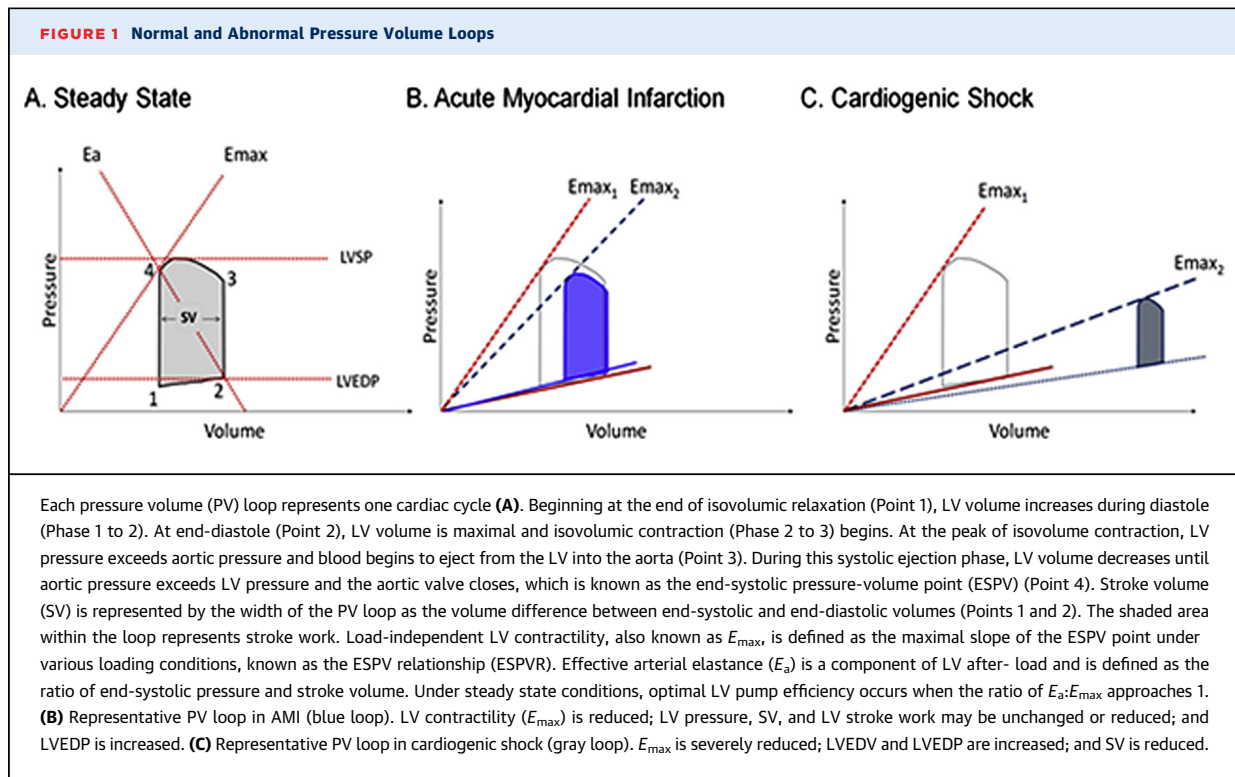 FIGURE 1 Normal and Abnormal Pressure Volume Loops
A. Steady State
B. Acute Myocardial Infarction
C. Cardiogenic Shock
Ea
Emax
LVSP
4
3
SV
LVEDP
1
2
Pressure
Volume
Emax₁
Emax₂
Pressure
Volume
Emax₁
Emax₂
Pressure
Volume
Each pressure volume (PV) loop represents one cardiac cycle (A). Beginning at the end of isovolumic relaxation (Point 1), LV volume increases during diastole
(Phase 1 to 2). At end-diastole (Point 2), LV volume is maximal and isovolumic contraction (Phase 2 to 3) begins. At the peak of isovolume contraction, LV
pressure exceeds aortic pressure and blood begins to eject from the LV into the aorta (Point 3). During this systolic ejection phase, LV volume decreases until
aortic pressure exceeds LV pressure and the aortic valve closes, which is known as the end-systolic pressure-volume point (ESPV) (Point 4). Stroke volume
(SV) is represented by the width of the PV loop as the volume difference between end-systolic and end-diastolic volumes (Points 1 and 2). The shaded area
within the loop represents stroke work. Load-independent LV contractility, also known as Emax, is defined as the maximal slope of the ESPV point under
various loading conditions, known as the ESPV relationship (ESPVR). Effective arterial elastance (Ea) is a component of LV after- load and is defined as the
ratio of end-systolic pressure and stroke volume. Under steady state conditions, optimal LV pump efficiency occurs when the ratio of Ea:Emax approaches 1.
(B) Representative PV loop in AMI (blue loop). LV contractility (Emax) is reduced; LV pressure, SV, and LV stroke work may be unchanged or reduced; and
LVEDP is increased. (C) Representative PV loop in cardiogenic shock (gray loop). Emax is severely reduced; LVEDV and LVEDP are increased; and SV is reduced.